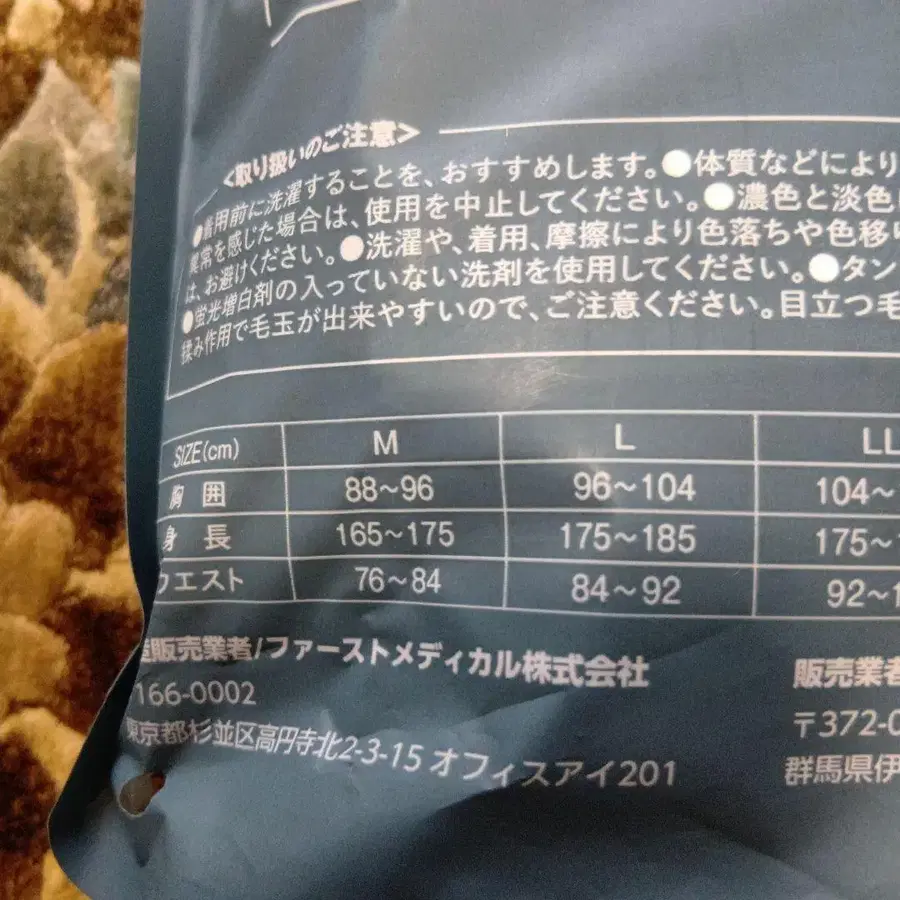 <取り扱いのご注意>
●着用前に洗濯することを、おすすめします。●体質などにより
異常を感じた場合は、使用を中止してください。●濃色と淡色
は、お避けください。●洗濯や、着用、摩擦により色落ちや色移り
●蛍光増白剤の入っていない洗剤を使用してください。●タン
揉み作用で毛玉が出来やすいので、ご注意ください。目立つ毛
SIZE(cm) M L LL
胸囲 88~96 96~104 104~
身長 165~175 175~185 175~
ウエスト 76~84 84~92 92~1
造販売業者/ファーストメディカル株式会社
166-0002
東京都杉並区高円寺北2-3-15 オフィスアイ201
販売業者
〒372-0
群馬県伊